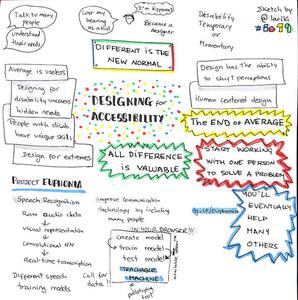 Talk to many people
understand their needs
Lost my hearing as a kid
I'm different!
Became a designer
Disability
Temporary or Momentary
Sketch by @lariki
#io19
DIFFERENT IS THE NEW NORMAL
Average is useless
Designing for disability uncovers hidden needs
People with disab. have unique skills
Design for extremes
DESIGNING for ACCESSIBILITY
Design has the ability to shift perceptions
Human centered design
The END of AVERAGE
ALL DIFFERENCE IS VALUABLE
START WORKING WITH ONE PERSON TO SOLVE A PROBLEM
YOU'LL EVENTUALLY HELP MANY OTHERS
PROJECT EUPHONIA
Speech Recognition
Raw audio data
visual representation
Convolutional NN
Real-time transcription
Different speech training models
Improve communication technology by including many people
Call for data!!
g.co/euphonia
IN YOUR BROWSER!!!
create model
train model
test model
TEACHABLE MACHINE
prototyping tool